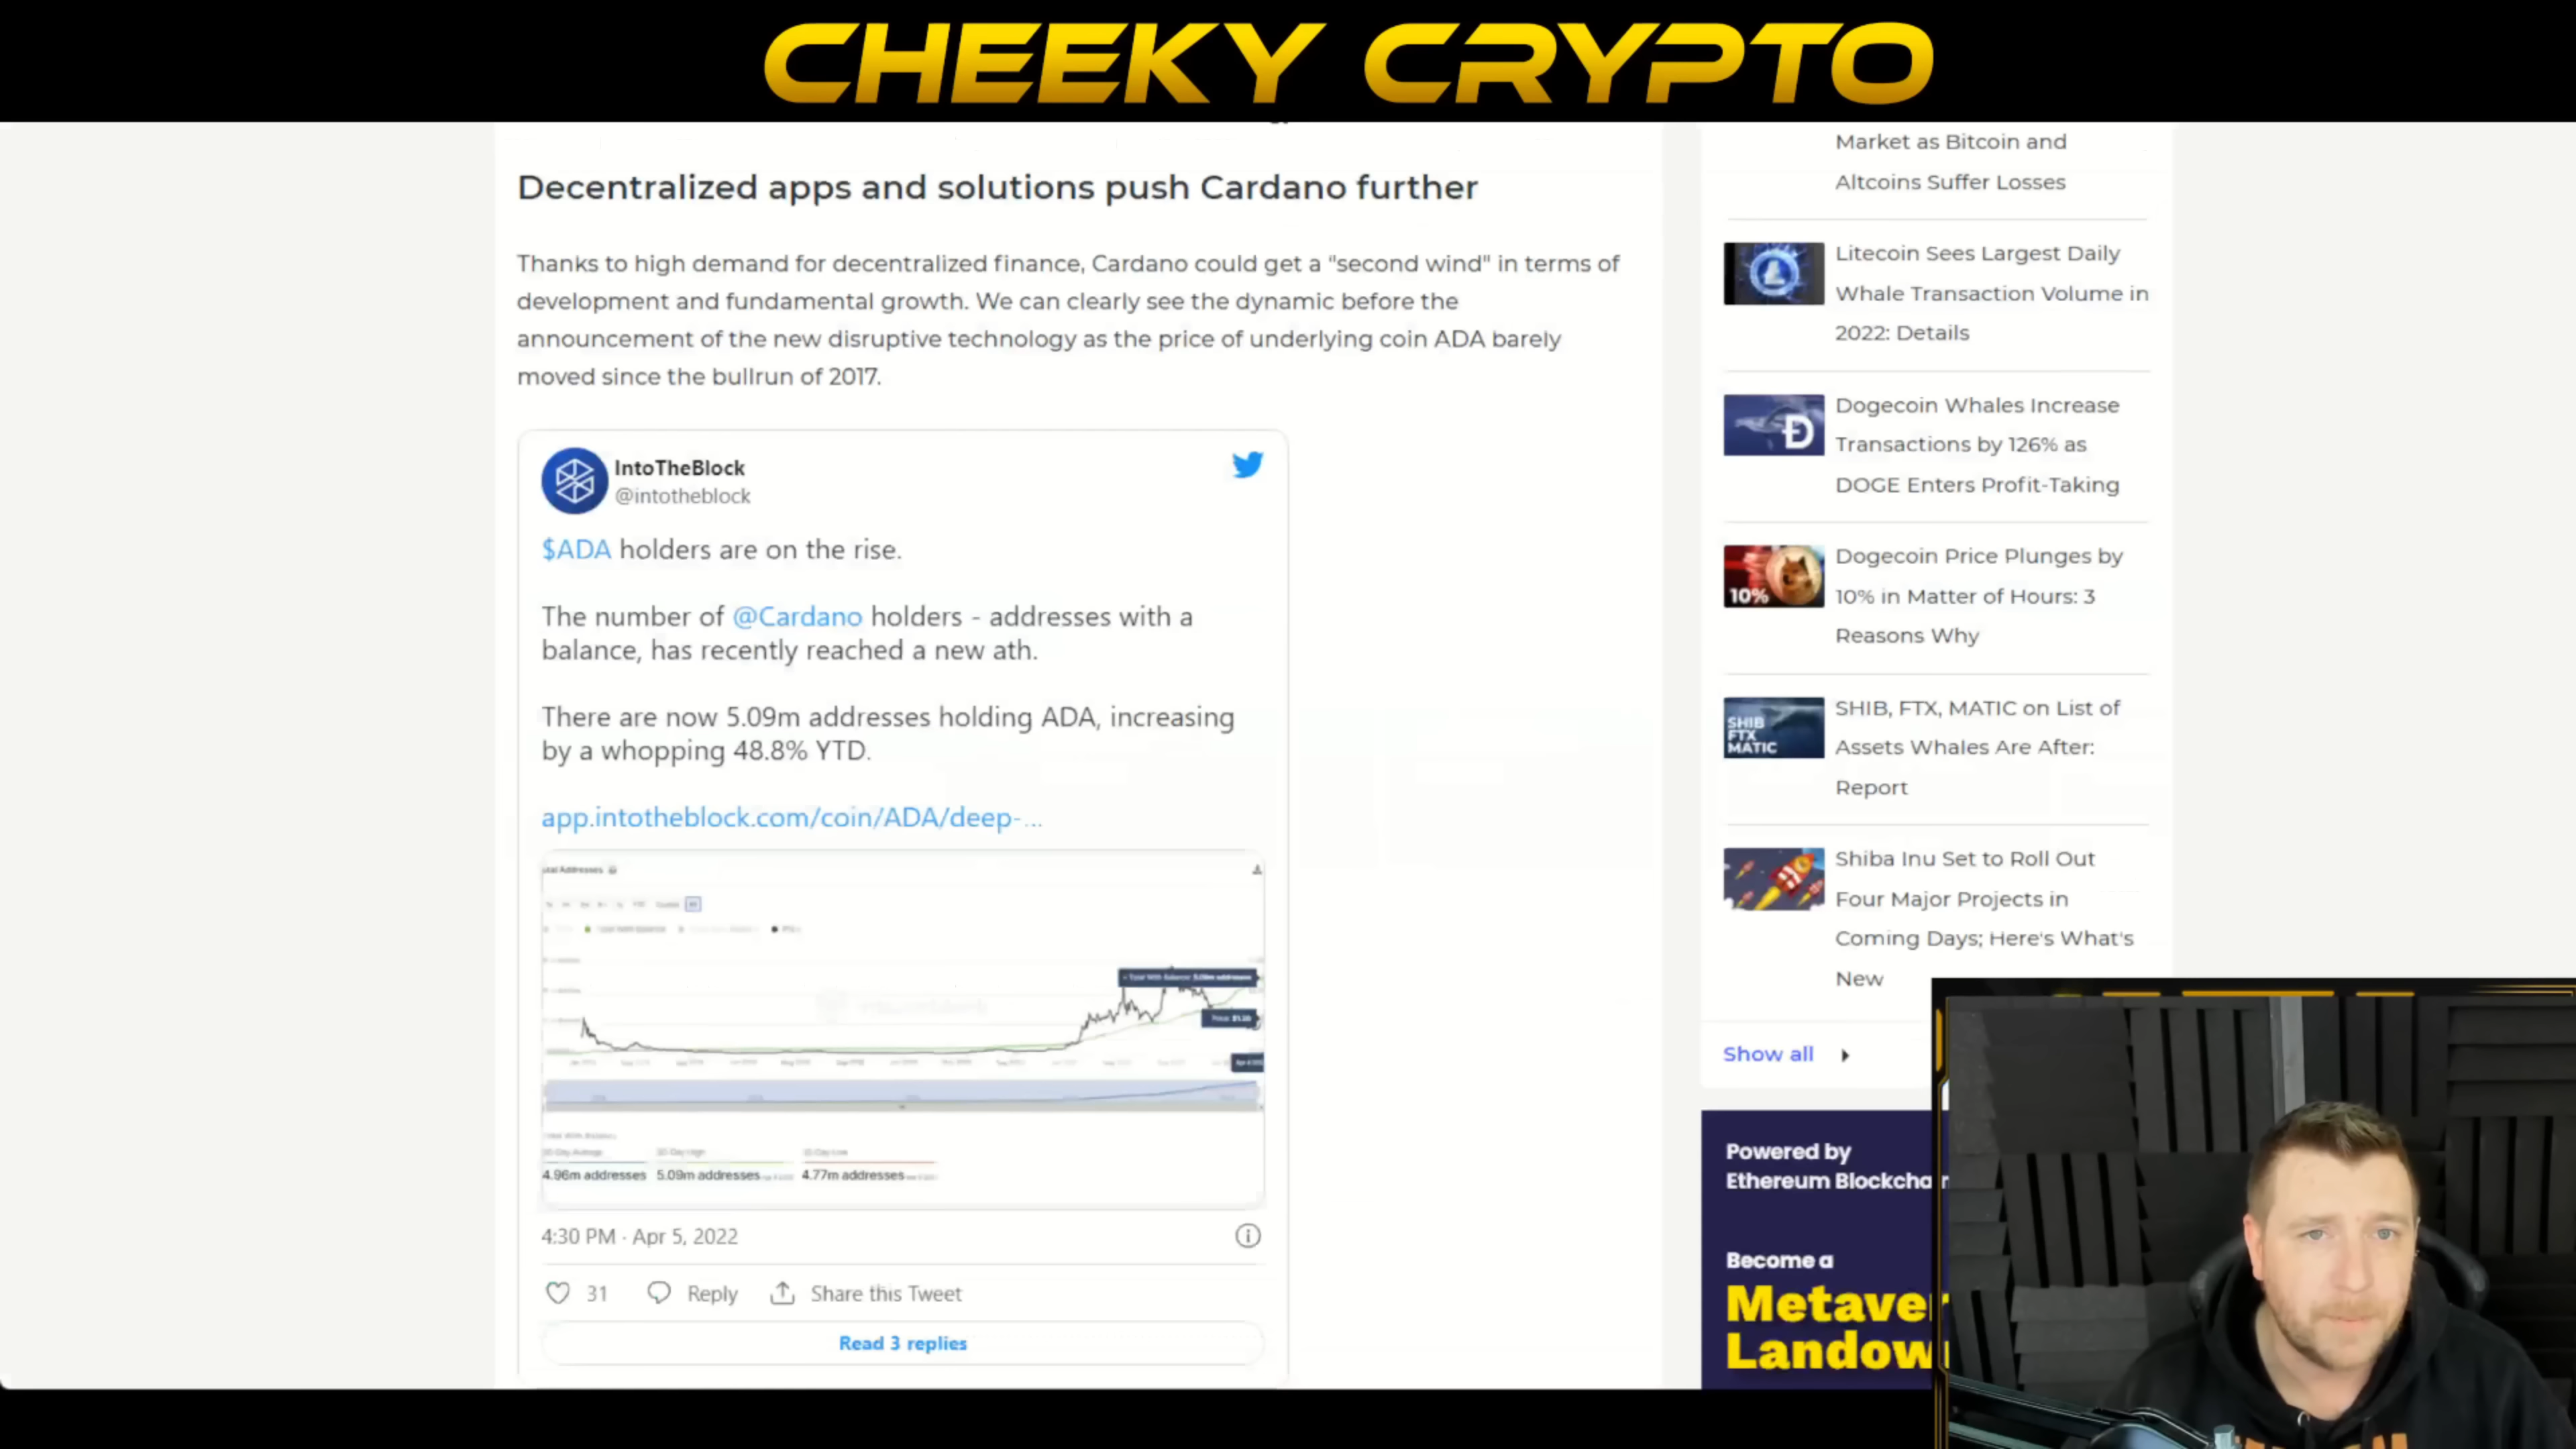 CHEEKY CRYPTO
Decentralized apps and solutions push Cardano further
Thanks to high demand for decentralized finance, Cardano could get a "second wind" in terms of
development and fundamental growth. We can clearly see the dynamic before the
announcement of the new disruptive technology as the price of underlying coin ADA barely
moved since the bullrun of 2017.
IntoTheBlock
@intotheblock
$ADA holders are on the rise.
The number of @Cardano holders - addresses with a
balance, has recently reached a new ath.
There are now 5.09m addresses holding ADA, increasing
by a whopping 48.8% YTD.
app.intotheblock.com/coin/ADA/deep-...
4.96m addresses
5.09m addresses
4.77m addresses
4:30 PM · Apr 5, 2022
31
Reply
Share this Tweet
Read 3 replies
Market as Bitcoin and
Altcoins Suffer Losses
Litecoin Sees Largest Daily
Whale Transaction Volume in
2022: Details
Dogecoin Whales Increase
Transactions by 126% as
DOGE Enters Profit-Taking
10%
Dogecoin Price Plunges by
10% in Matter of Hours: 3
Reasons Why
SHIB
FTX
MATIC
SHIB, FTX, MATIC on List of
Assets Whales Are After:
Report
Shiba Inu Set to Roll Out
Four Major Projects in
Coming Days; Here's What's
New
Show all
Powered by
Ethereum Blockchain
Become a
Metaver
Landow